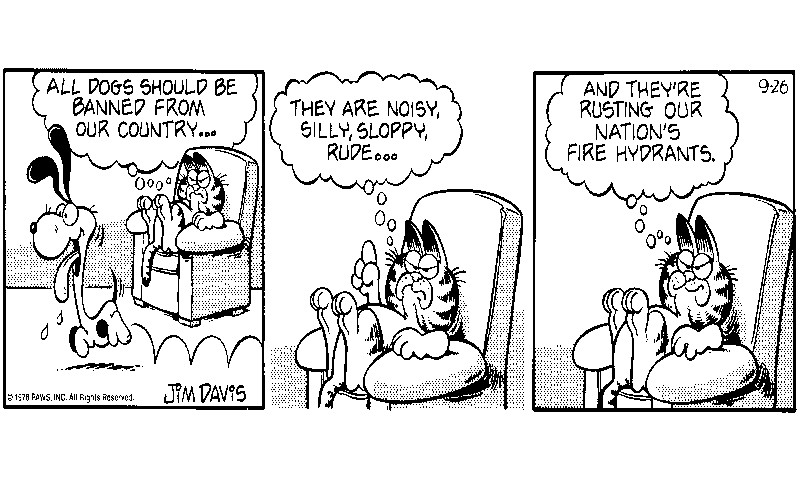 ALL DOGS SHOULD BE
BANNED FROM
OUR COUNTRY...
© 1978 PAWS, INC. All Rights Reserved.
JIM DAVIS
THEY ARE NOISY,
SILLY, SLOPPY,
RUDE...
AND THEY'RE
RUSTING OUR
NATION'S
FIRE HYDRANTS.
9-26